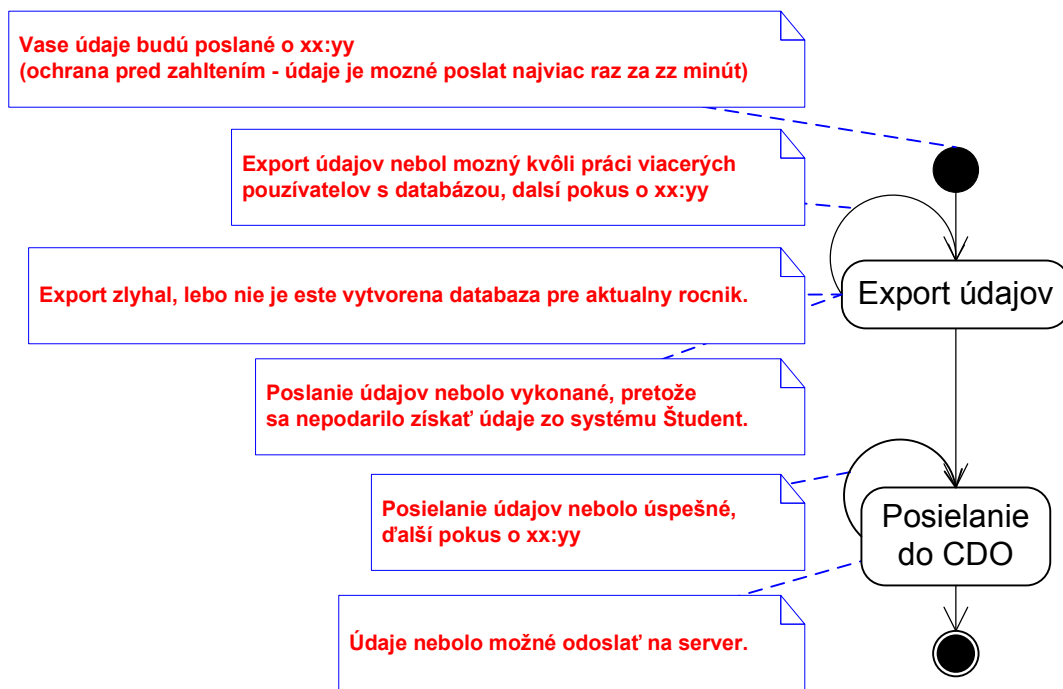 Vase údaje budú poslané o xx:yy
(ochrana pred zahltením - údaje je mozné poslat najviac raz za zz minút)
Export údajov nebol mozný kvôli práci viacerých
pouzívatelov s databázou, dalsí pokus o xx:yy
Export zlyhal, lebo nie je este vytvorena databaza pre aktualny rocnik.
Export údajov
Poslanie údajov nebolo vykonané, pretože
sa nepodarilo získať údaje zo systému Študent.
Posielanie údajov nebolo úspešné,
ďalší pokus o xx:yy
Posielanie
do CDO
Údaje nebolo možné odoslať na server.